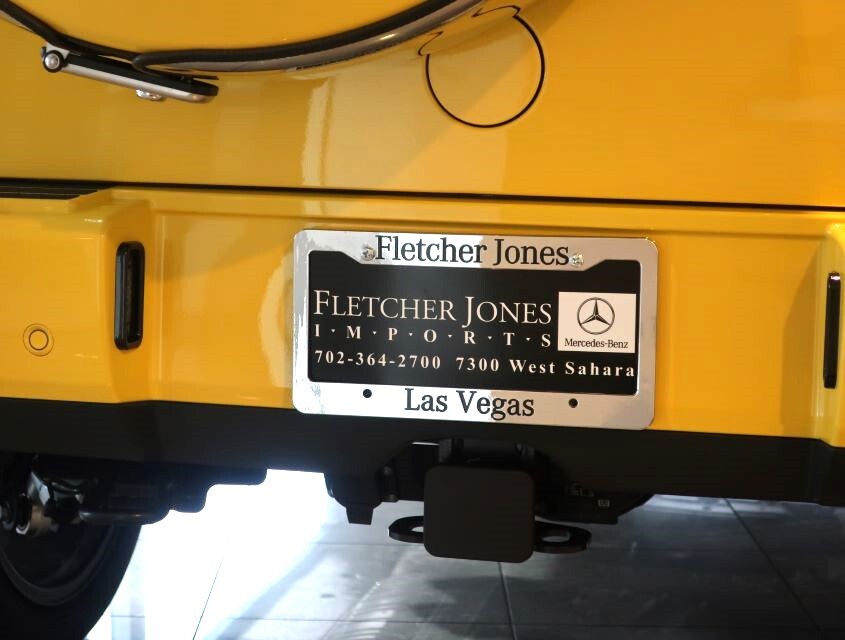 Fletcher Jones
FLETCHER JONES
I·M·P·O·R·T·S
Mercedes-Benz
702-364-2700 7300 West Sahara
Las Vegas